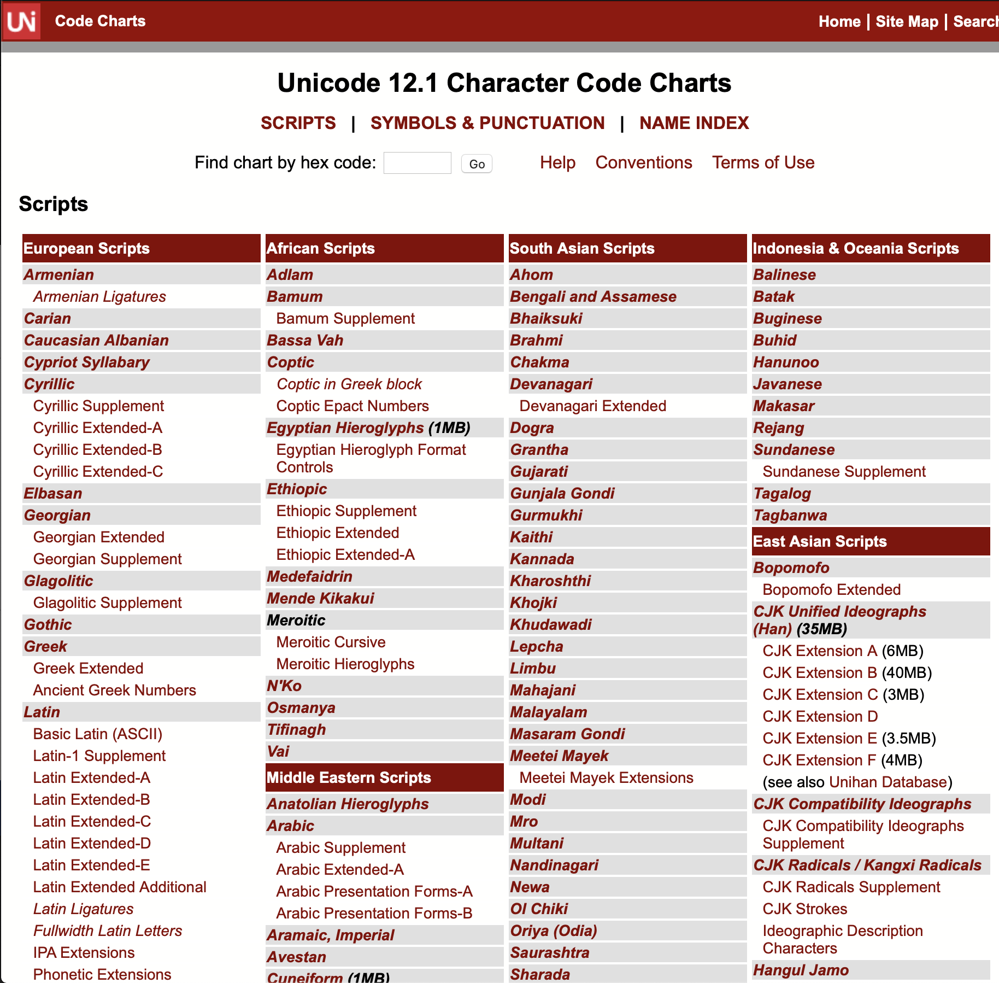 UNi
Code Charts
Home | Site Map | Search
Unicode 12.1 Character Code Charts
SCRIPTS | SYMBOLS & PUNCTUATION | NAME INDEX
Find chart by hex code: Go Help Conventions Terms of Use
Scripts
European Scripts
Armenian
Armenian Ligatures
Carian
Caucasian Albanian
Cypriot Syllabary
Cyrillic
Cyrillic Supplement
Cyrillic Extended-A
Cyrillic Extended-B
Cyrillic Extended-C
Elbasan
Georgian
Georgian Extended
Georgian Supplement
Glagolitic
Glagolitic Supplement
Gothic
Greek
Greek Extended
Ancient Greek Numbers
Latin
Basic Latin (ASCII)
Latin-1 Supplement
Latin Extended-A
Latin Extended-B
Latin Extended-C
Latin Extended-D
Latin Extended-E
Latin Extended Additional
Latin Ligatures
Fullwidth Latin Letters
IPA Extensions
Phonetic Extensions
African Scripts
Adlam
Bamum
Bamum Supplement
Bassa Vah
Coptic
Coptic in Greek block
Coptic Epact Numbers
Egyptian Hieroglyphs (1MB)
Egyptian Hieroglyph Format
Controls
Ethiopic
Ethiopic Supplement
Ethiopic Extended
Ethiopic Extended-A
Medefaidrin
Mende Kikakui
Meroitic
Meroitic Cursive
Meroitic Hieroglyphs
N'Ko
Osmanya
Tifinagh
Vai
Middle Eastern Scripts
Anatolian Hieroglyphs
Arabic
Arabic Supplement
Arabic Extended-A
Arabic Presentation Forms-A
Arabic Presentation Forms-B
Aramaic, Imperial
Avestan
Cuneiform (1MB)
South Asian Scripts
Ahom
Bengali and Assamese
Bhaiksuki
Brahmi
Chakma
Devanagari
Devanagari Extended
Dogra
Grantha
Gujarati
Gunjala Gondi
Gurmukhi
Kaithi
Kannada
Kharoshthi
Khojki
Khudawadi
Lepcha
Limbu
Mahajani
Malayalam
Masaram Gondi
Meetei Mayek
Meetei Mayek Extensions
Modi
Mro
Multani
Nandinagari
Newa
Ol Chiki
Oriya (Odia)
Saurashtra
Sharada
Indonesia & Oceania Scripts
Balinese
Batak
Buginese
Buhid
Hanunoo
Javanese
Makasar
Rejang
Sundanese
Sundanese Supplement
Tagalog
Tagbanwa
East Asian Scripts
Bopomofo
Bopomofo Extended
CJK Unified Ideographs
(Han) (35MB)
CJK Extension A (6MB)
CJK Extension B (40MB)
CJK Extension C (3MB)
CJK Extension D
CJK Extension E (3.5MB)
CJK Extension F (4MB)
(see also Unihan Database)
CJK Compatibility Ideographs
CJK Compatibility Ideographs
Supplement
CJK Radicals / Kangxi Radicals
CJK Radicals Supplement
CJK Strokes
Ideographic Description
Characters
Hangul Jamo